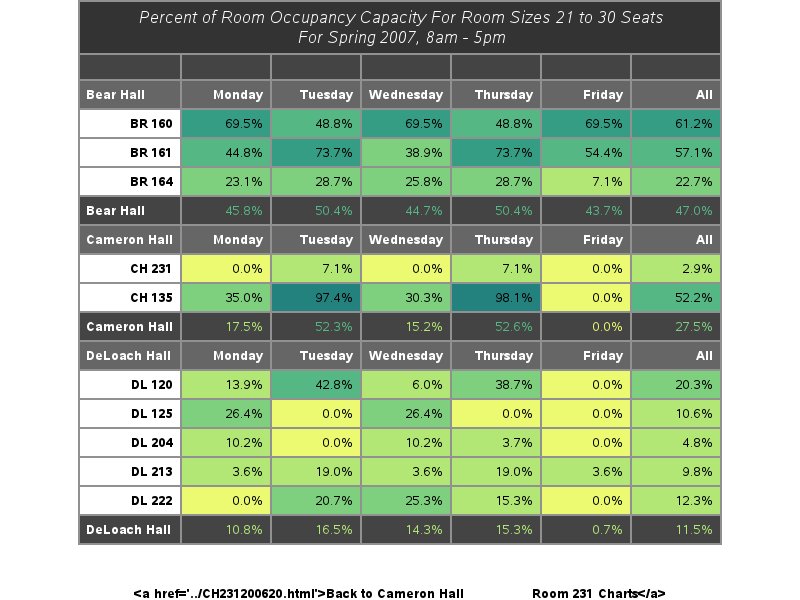 Percent of Room Occupancy Capacity For Room Sizes 21 to 30 Seats
For Spring 2007, 8am - 5pm
Bear Hall Monday Tuesday Wednesday Thursday Friday All
BR 160 69.5% 48.8% 69.5% 48.8% 69.5% 61.2%
BR 161 44.8% 73.7% 38.9% 73.7% 54.4% 57.1%
BR 164 23.1% 28.7% 25.8% 28.7% 7.1% 22.7%
Bear Hall 45.8% 50.4% 44.7% 50.4% 43.7% 47.0%
Cameron Hall Monday Tuesday Wednesday Thursday Friday All
CH 231 0.0% 7.1% 0.0% 7.1% 0.0% 2.9%
CH 135 35.0% 97.4% 30.3% 98.1% 0.0% 52.2%
Cameron Hall 17.5% 52.3% 15.2% 52.6% 0.0% 27.5%
DeLoach Hall Monday Tuesday Wednesday Thursday Friday All
DL 120 13.9% 42.8% 6.0% 38.7% 0.0% 20.3%
DL 125 26.4% 0.0% 26.4% 0.0% 0.0% 10.6%
DL 204 10.2% 0.0% 10.2% 3.7% 0.0% 4.8%
DL 213 3.6% 19.0% 3.6% 19.0% 3.6% 9.8%
DL 222 0.0% 20.7% 25.3% 15.3% 0.0% 12.3%
DeLoach Hall 10.8% 16.5% 14.3% 15.3% 0.7% 11.5%
<a href='../CH231200620.html'>Back to Cameron Hall Room 231 Charts</a>